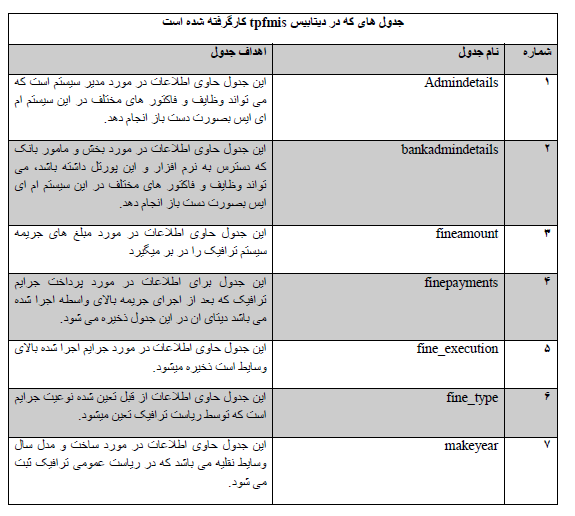 جدول های که در دیتابیس tpfmis کارگرفته شده است
شماره نام جدول اهداف جدول
۱ Admindetails این جدول حاوی اطلاعات در مورد مدیر سیستم است که
می تواند وظایف و فاکتور های مختلف در این سیستم ام
ای ایس بصورت دست باز انجام دهد.
۲ bankadmindetails این جدول حاوی اطلاعات در مورد بخش و مامور بانک
که دسترس به نرم افزار و این پورتل داشته باشد، می
تواند وظایف و فاکتور های مختلف در این سیستم ام ای
ایس بصورت دست باز انجام دهد.
۳ fineamount این جدول حاوی اطلاعات در مورد مبلغ های جریمه
سیستم ترافیک را در بر میگیرد
۴ finepayments این جدول برای اطلاعات در مورد پرداخت جرایم
ترافیک که بعد از اجرای جریمه بالای واسطه اجرا شده
می باشد دیتای ان در این جدول ذخیره می شود.
۵ fine_execution این جدول حاوی اطلاعات در مورد جرایم اجرا شده بالای
وسایط است ذخیره میشود.
۶ fine_type این جدول حاوی اطلاعات از قبل تعین شده نوعیت جرایم
است که توسط ریاست ترافیک تعین میشود.
۷ makeyear این جدول حاوی اطلاعات در مورد ساخت و مدل سال
وسایط نقلیه می باشد که در ریاست عمومی ترافیک ثبت
می شود.